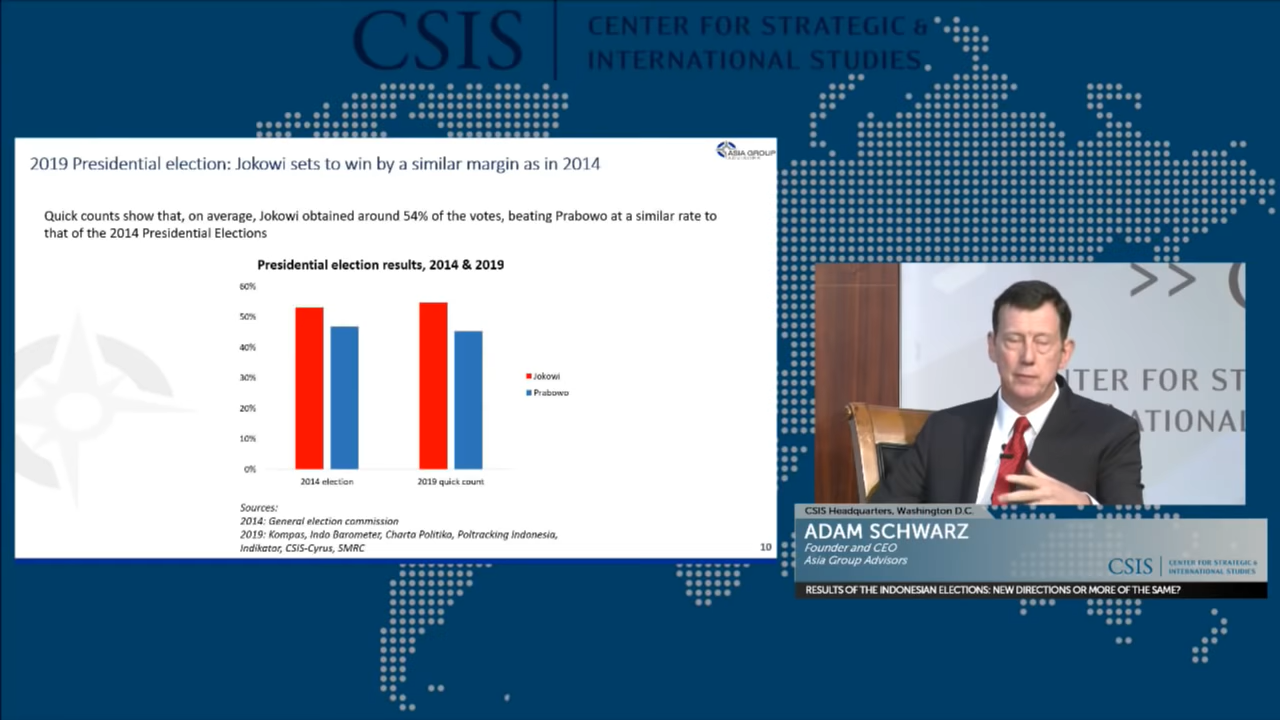 CSIS
CENTER FOR STRATEGIC &
INTERNATIONAL STUDIES
2019 Presidential election: Jokowi sets to win by a similar margin as in 2014
ASIA GROUP
ADVISORS
Quick counts show that, on average, Jokowi obtained around 54% of the votes, beating Prabowo at a similar rate to
that of the 2014 Presidential Elections
Presidential election results, 2014 & 2019
60%
50%
40%
30%
20%
10%
0%
2014 election
2019 quick count
Jokowi
Prabowo
Sources:
2014: General election commission
2019: Kompas, Indo Barometer, Charta Politika, Poltracking Indonesia,
Indikator, CSIS-Cyrus, SMRC
10
>>
TER FOR ST
ATIONAL
CSIS Headquarters, Washington D.C.
ADAM SCHWARZ
Founder and CEO
Asia Group Advisors
CSIS
CENTER FOR STRATEGIC &
INTERNATIONAL STUDIES
RESULTS OF THE INDONESIAN ELECTIONS: NEW DIRECTIONS OR MORE OF THE SAME?